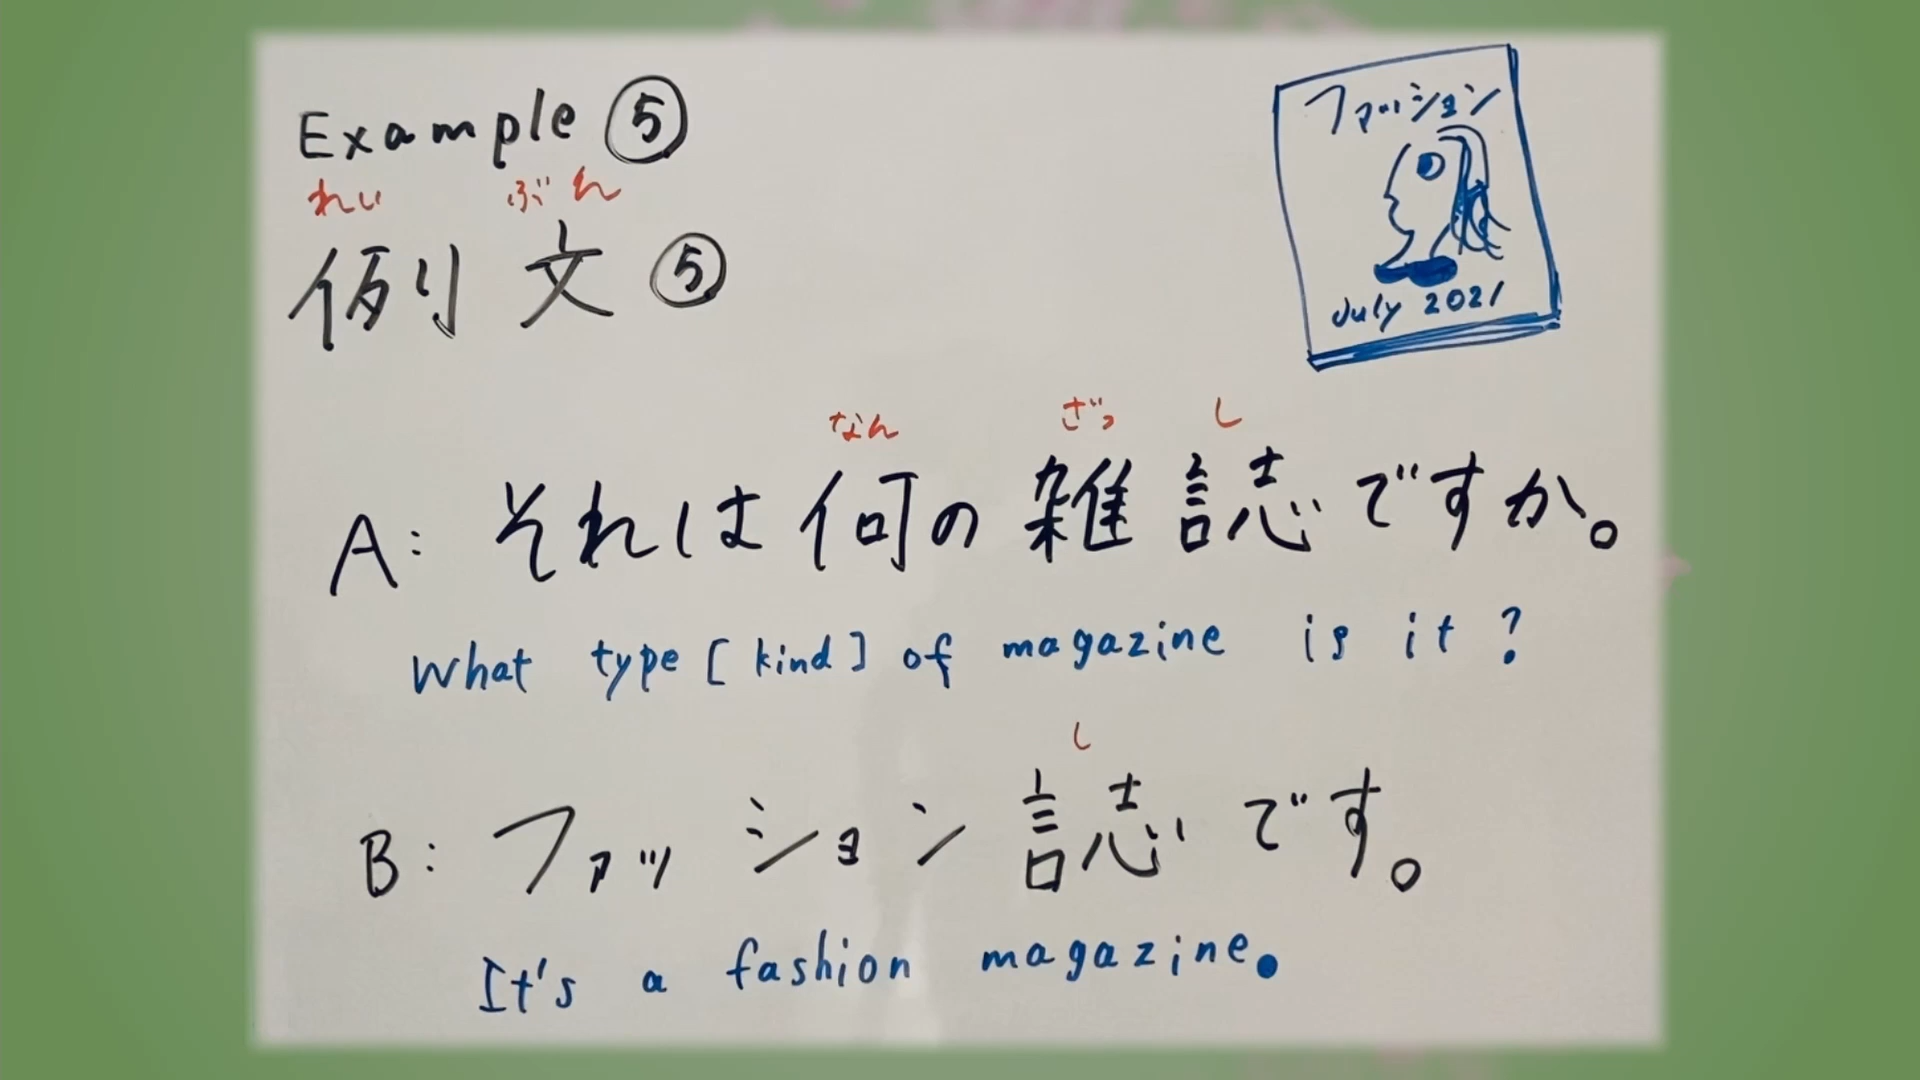 Example ⑤
れい ぶん
例文⑤
ファッション
July 2021
なん ざっ し
A: それは何の雑誌ですか。
What type [kind] of magazine is it?
し
B: ファッション誌です。
It's a fashion magazine.